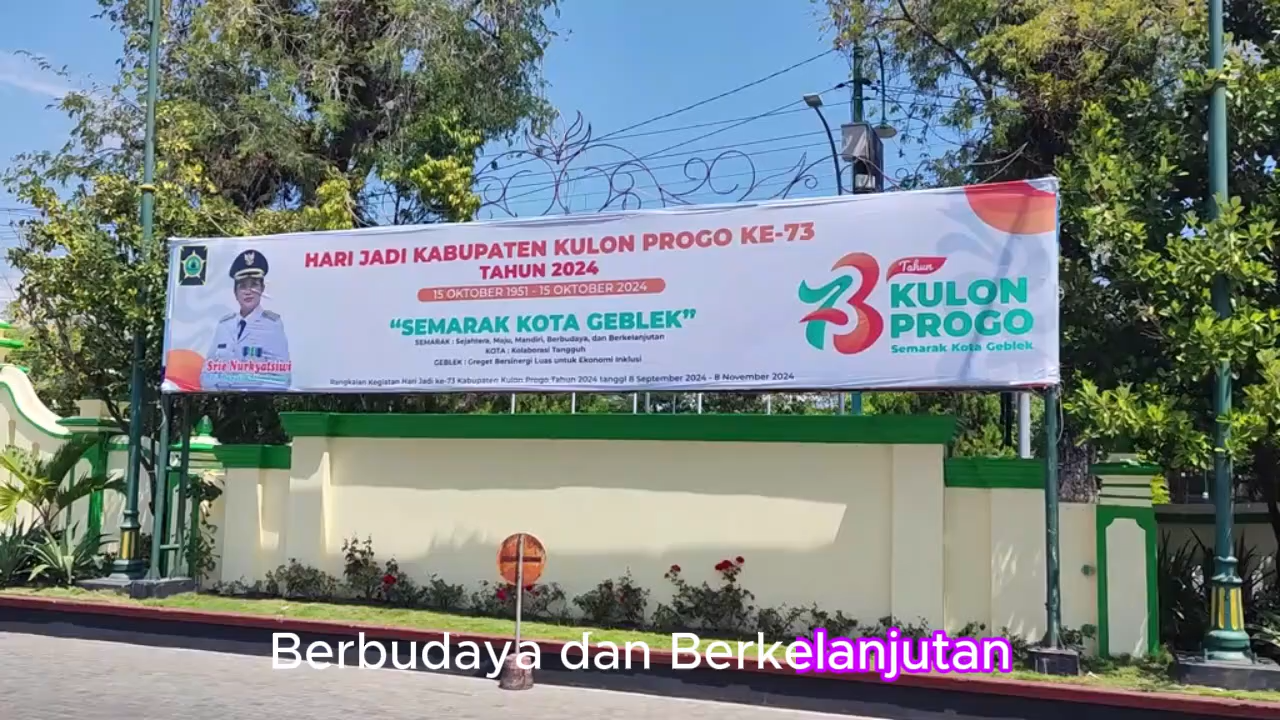 HARI JADI KABUPATEN KULON PROGO KE-73
TAHUN 2024
15 OKTOBER 1951 - 15 OKTOBER 2024
"SEMARAK KOTA GEBLEK"
SEMARAK : Sejahtera, Maju, Mandiri, Berbudaya, dan Berkelanjutan
KOTA : Kolaborasi Tangguh
GEBLEK : Greget Bersinergi Luas untuk Ekonomi Inklusi
Rangkaian Kegiatan Hari Jadi ke-73 Kabupaten Kulon Progo Tahun 2024 tanggl 8 September 2024 - 8 November 2024
Srie Nurkyatsiwi
73 Tahun
KULON
PROGO
Semarak Kota Geblek
Berbudaya dan Berkelanjutan